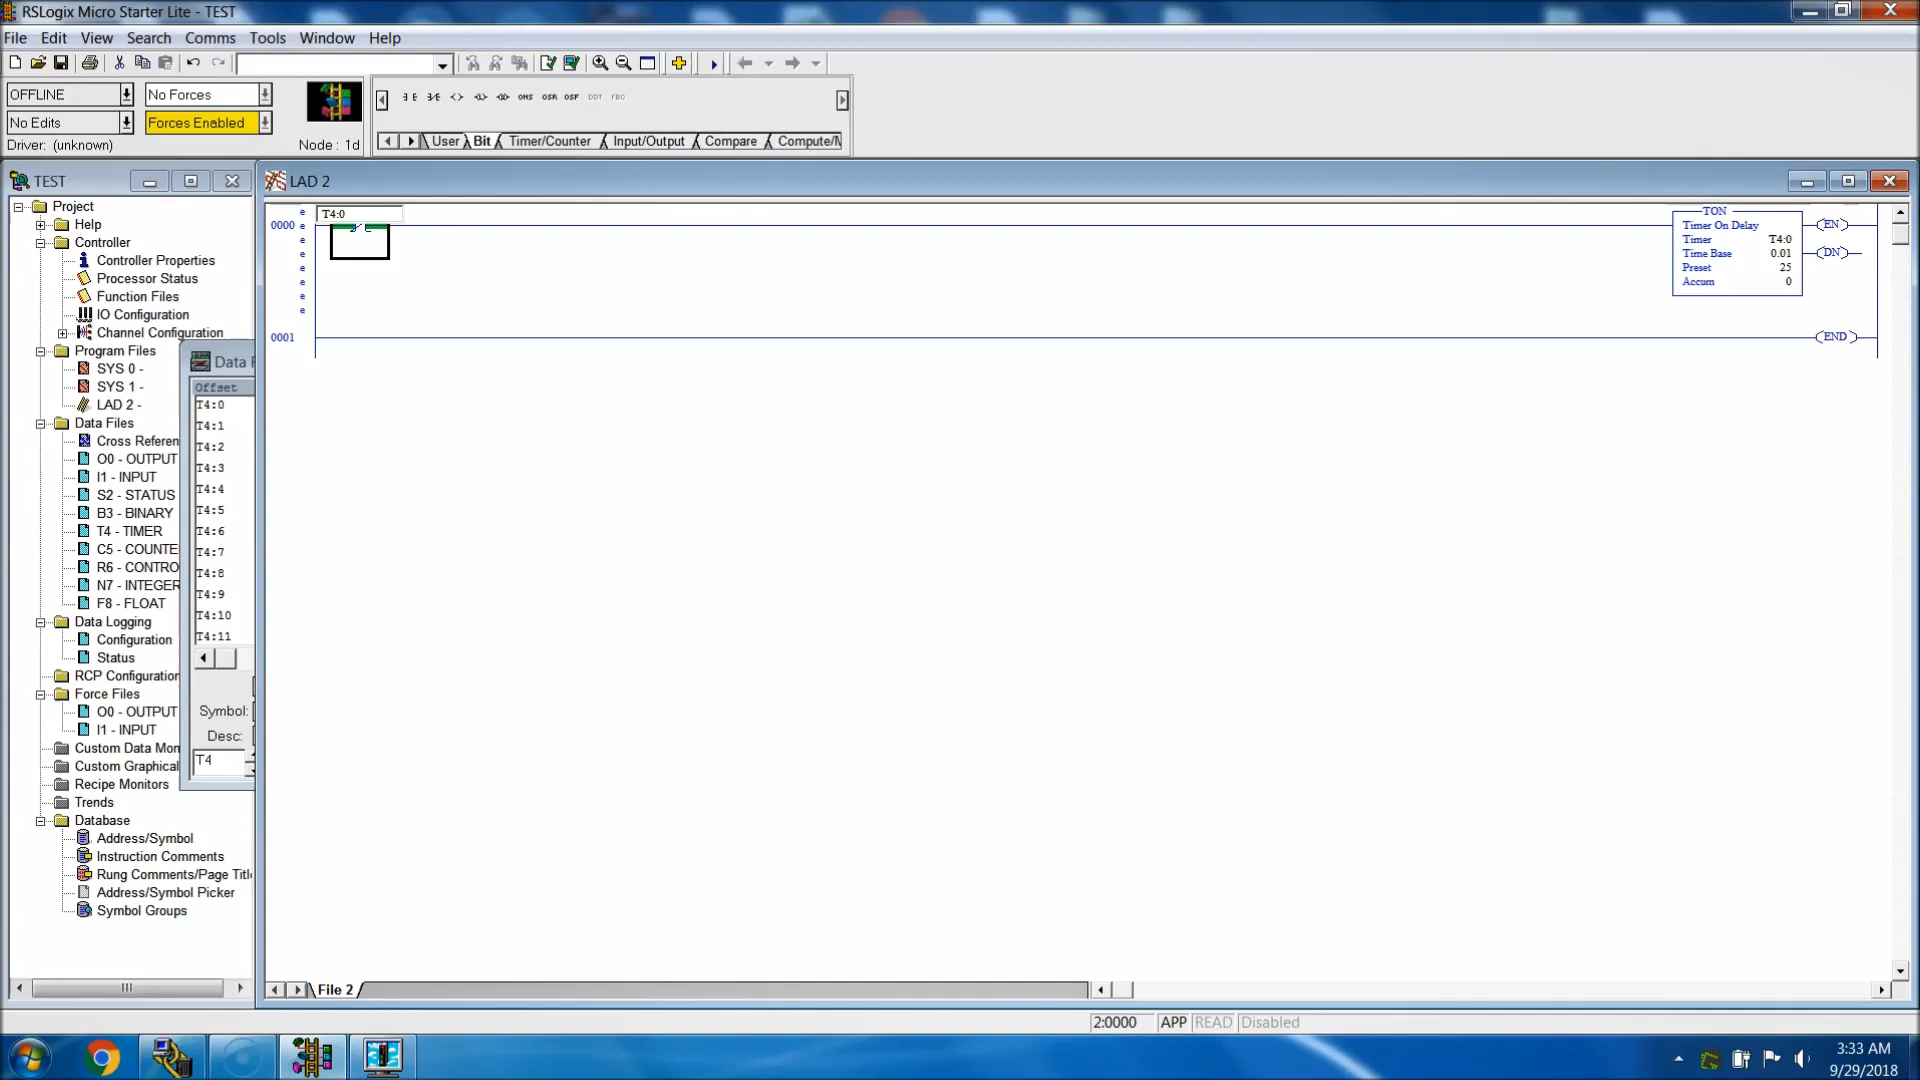 RSLogix Micro Starter Lite - TEST
File Edit View Search Comms Tools Window Help
OFFLINE No Forces
No Edits Forces Enabled
Driver: (unknown) Node : 1d
ONS OSR OSF DDT FBC
User Bit Timer/Counter Input/Output Compare Compute/M
TEST
Project
Help
Controller
Controller Properties
Processor Status
Function Files
IO Configuration
Channel Configuration
Program Files
SYS 0 -
SYS 1 -
LAD 2 -
Data Files
Cross Referen
O0 - OUTPUT
I1 - INPUT
S2 - STATUS
B3 - BINARY
T4 - TIMER
C5 - COUNTE
R6 - CONTRO
N7 - INTEGER
F8 - FLOAT
Data Logging
Configuration
Status
RCP Configuration
Force Files
O0 - OUTPUT
I1 - INPUT
Custom Data Mon
Custom Graphical
Recipe Monitors
Trends
Database
Address/Symbol
Instruction Comments
Rung Comments/Page Title
Address/Symbol Picker
Symbol Groups
Data F
Offset
T4:0
T4:1
T4:2
T4:3
T4:4
T4:5
T4:6
T4:7
T4:8
T4:9
T4:10
T4:11
Symbol:
Desc:
T4
LAD 2
T4:0
0000
e
e
e
e
e
e
e
e
TON
Timer On Delay
Timer T4:0
Time Base 0.01
Preset 25
Accum 0
EN
DN
0001
END
File 2
2:0000 APP READ Disabled
3:33 AM
9/29/2018